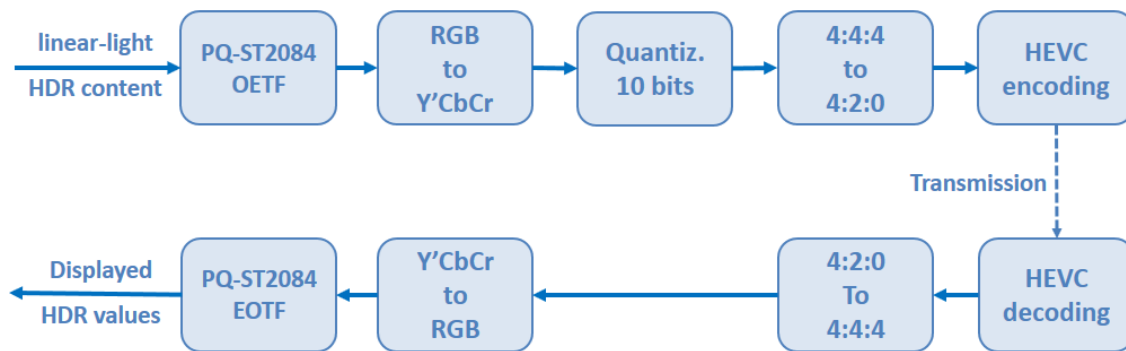 linear-light
HDR content
PQ-ST2084
OETF
RGB
to
Y'CbCr
Quantiz.
10 bits
4:4:4
to
4:2:0
HEVC
encoding
Transmission
Displayed
HDR values
PQ-ST2084
EOTF
Y'CbCr
to
RGB
4:2:0
To
4:4:4
HEVC
decoding